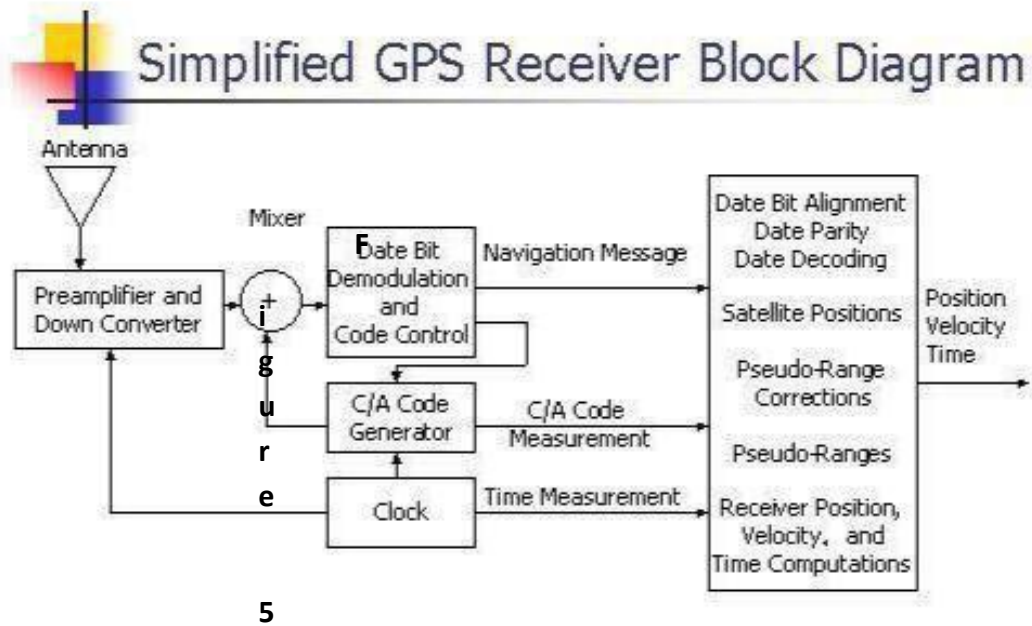 Simplified GPS Receiver Block Diagram
Antenna
Mixer
Preamplifier and
Down Converter
+
Date Bit
Demodulation
and
Code Control
Navigation Message
C/A Code
Generator
C/A Code
Measurement
Clock
Time Measurement
Date Bit Alignment
Date Parity
Date Decoding
Satellite Positions
Pseudo-Range
Corrections
Pseudo-Ranges
Receiver Position,
Velocity, and
Time Computations
Position
Velocity
Time
F
i
g
u
r
e
5